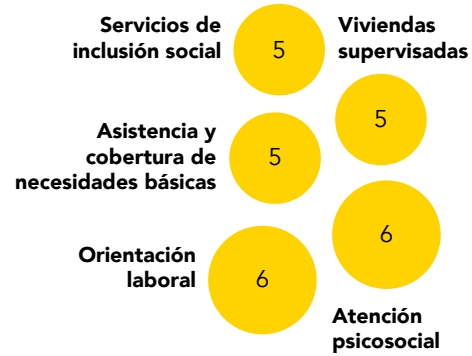 Servicios de
inclusión social
5
Viviendas
supervisadas
5
Asistencia y
cobertura de
necesidades básicas
5
6
Atención
psicosocial
Orientación
laboral
6